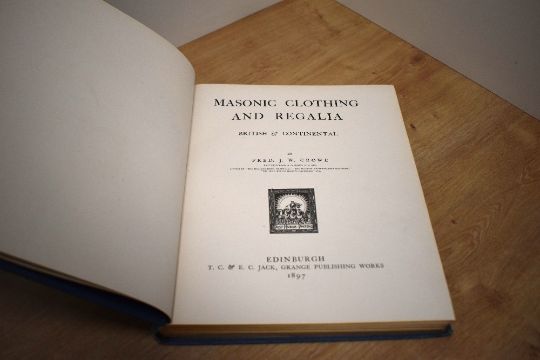 MASONIC CLOTHING
AND REGALIA
BRITISH & CONTINENTAL
BY
FRED. J. W. CROWE
EDINBURGH
T. C. & E. C. JACK, GRANGE PUBLISHING WORKS
1897